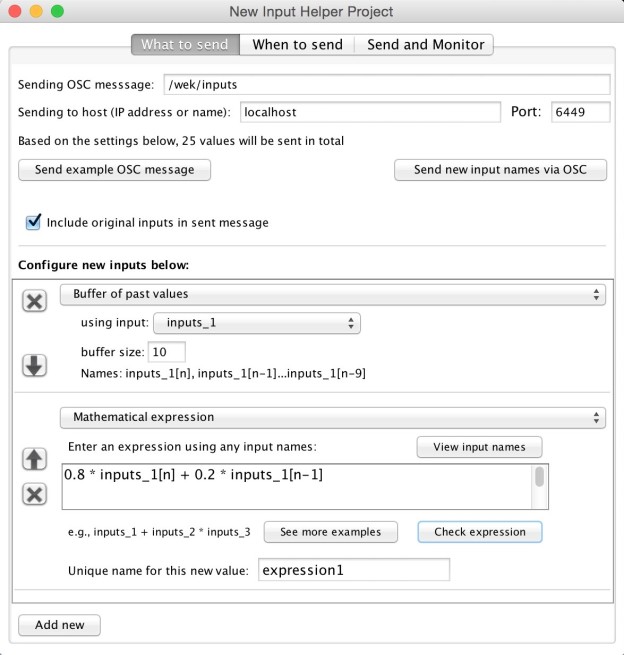 New Input Helper Project
What to send When to send Send and Monitor
Sending OSC messsage: /wek/inputs
Sending to host (IP address or name): localhost Port: 6449
Based on the settings below, 25 values will be sent in total
Send example OSC message Send new input names via OSC
Include original inputs in sent message
Configure new inputs below:
Buffer of past values
using input: inputs_1
buffer size: 10
Names: inputs_1[n], inputs_1[n-1]...inputs_1[n-9]
Mathematical expression
Enter an expression using any input names: View input names
0.8 * inputs_1[n] + 0.2 * inputs_1[n-1]
e.g., inputs_1 + inputs_2 * inputs_3 See more examples Check expression
Unique name for this new value: expression1
Add new